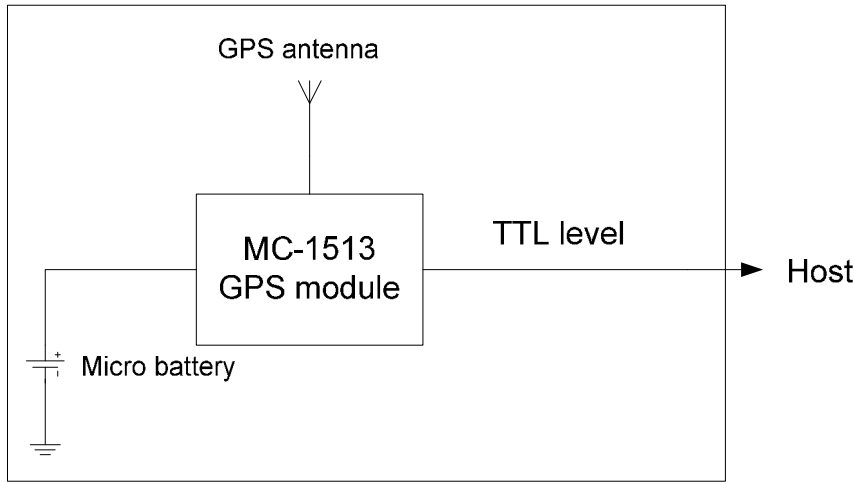 GPS antenna
MC-1513
GPS module
TTL level
Host
+
-
Micro battery